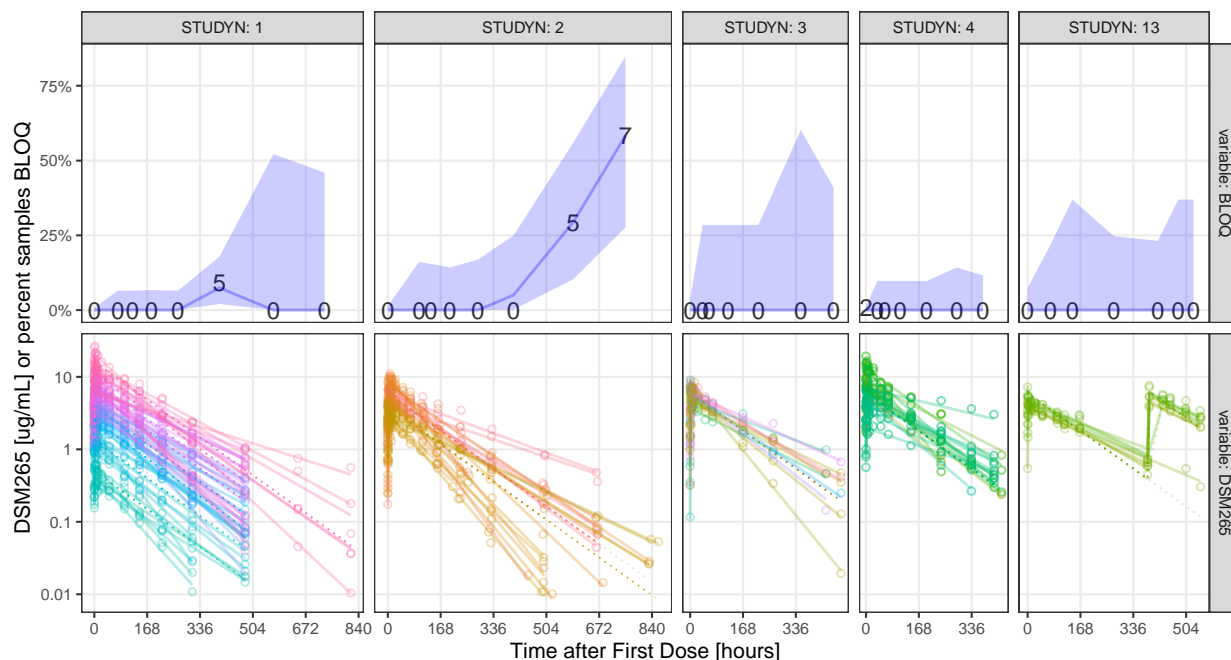 STUDYN: 1 STUDYN: 2 STUDYN: 3 STUDYN: 4 STUDYN: 13
DSM265 [ug/mL] or percent samples BLOQ
75%
50%
25%
0%
0 0 0 0 0 5 0 0
0 0 0 0 0 0 5 7
0 0 0 0 0 0 0
2 0 0 0 0 0 0
0 0 0 0 0 0 0
variable: BLOQ
10
1
0.1
0.01
variable: DSM265
0 168 336 504 672 840 0 168 336 504 672 840 0 168 336 0 168 336 0 168 336 504
Time after First Dose [hours]